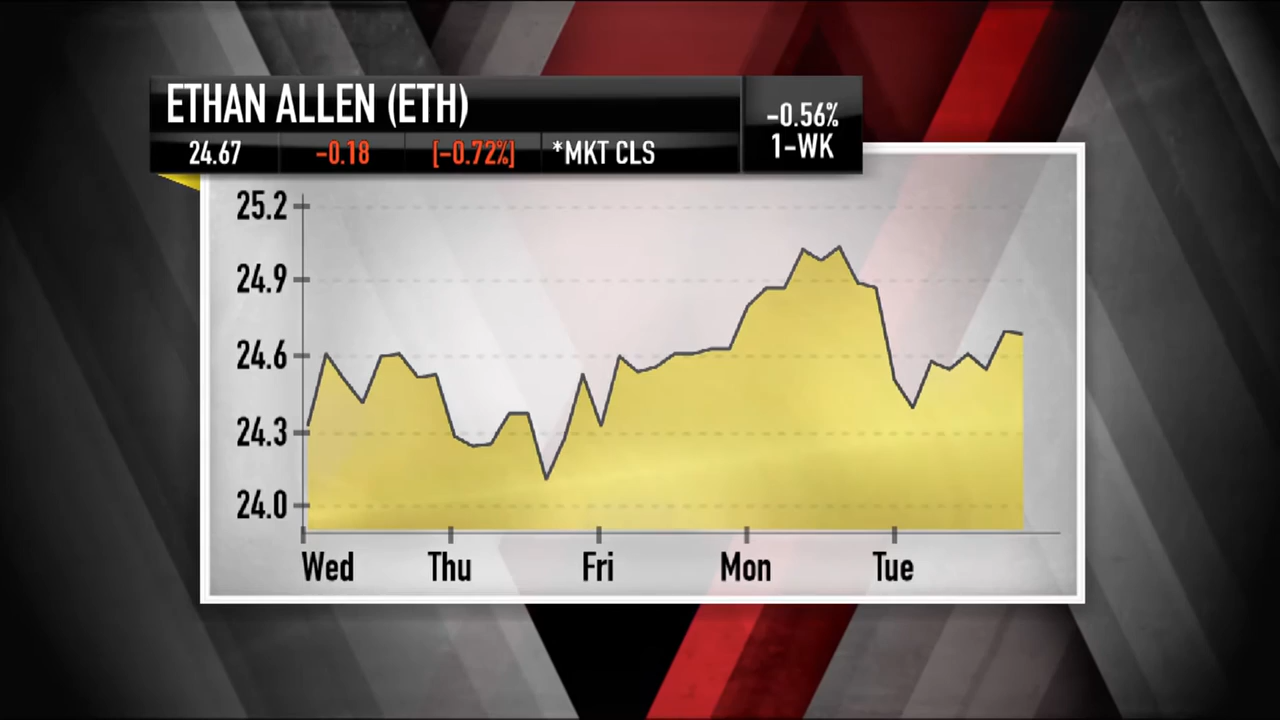 ETHAN ALLEN (ETH)
24.67 -0.18 [-0.72%] *MKT CLS
-0.56%
1-WK
25.2
24.9
24.6
24.3
24.0
Wed Thu Fri Mon Tue